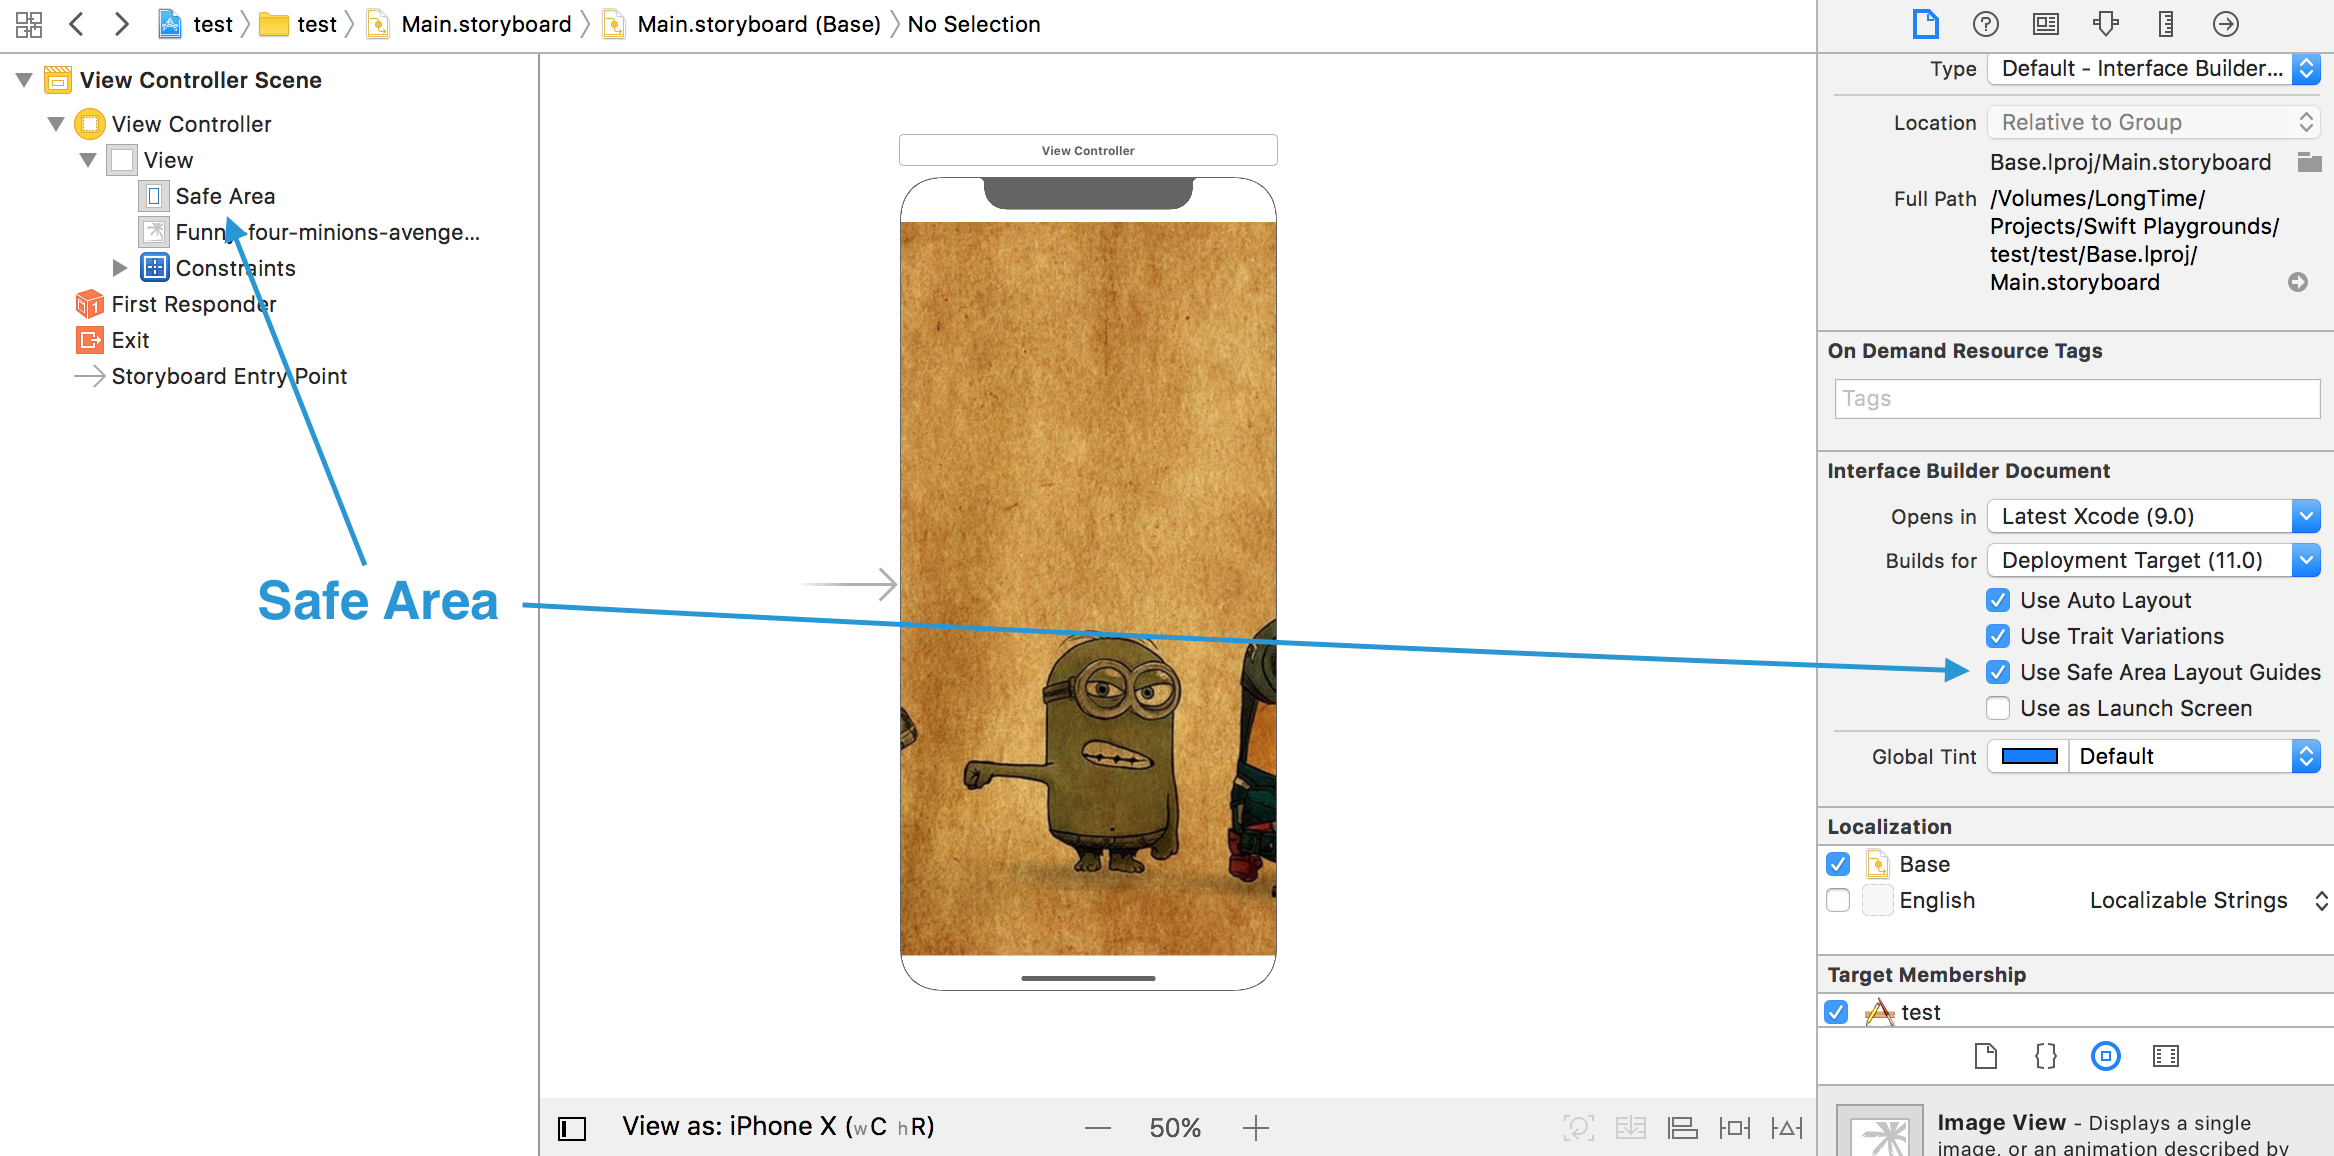 test
test
Main.storyboard
Main.storyboard (Base)
No Selection
View Controller Scene
View Controller
View
Safe Area
Funny-four-minions-avenge...
Constraints
First Responder
Exit
Storyboard Entry Point
Safe Area
View Controller
View as: iPhone X (wC hR)
50%
Type
Default - Interface Builder...
Location
Relative to Group
Base.lproj/Main.storyboard
Full Path
/Volumes/LongTime/
Projects/Swift Playgrounds/
test/test/Base.lproj/
Main.storyboard
On Demand Resource Tags
Tags
Interface Builder Document
Opens in
Latest Xcode (9.0)
Builds for
Deployment Target (11.0)
Use Auto Layout
Use Trait Variations
Use Safe Area Layout Guides
Use as Launch Screen
Global Tint
Default
Localization
Base
English
Localizable Strings
Target Membership
test
Image View - Displays a single
image, or an animation described by